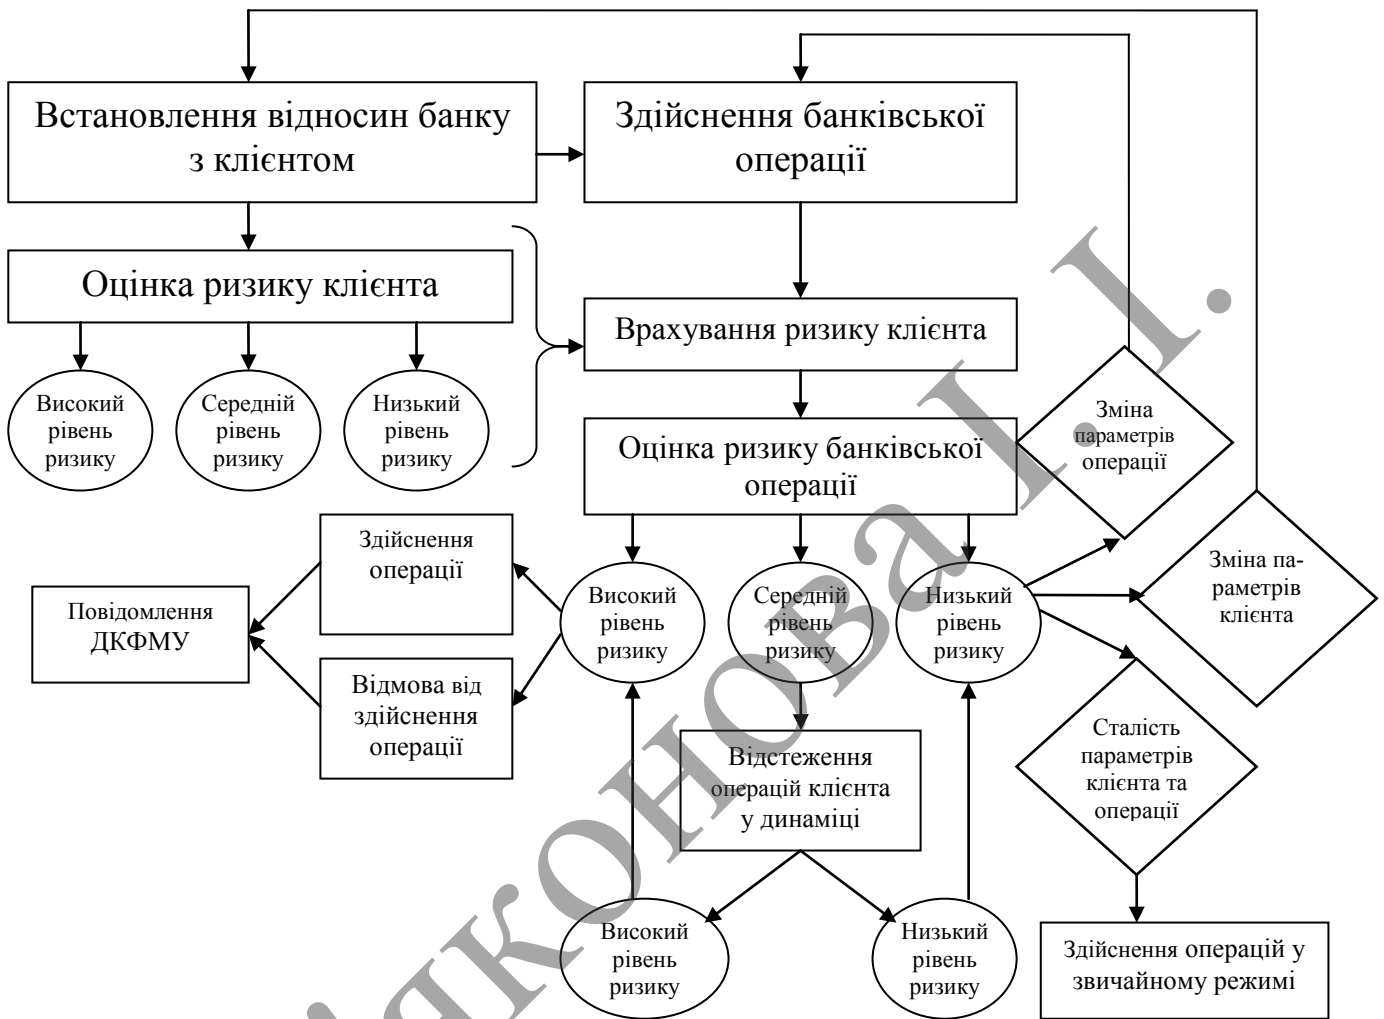 Встановлення відносин банку
з клієнтом
Здійснення банківської
операції
Оцінка ризику клієнта
Врахування ризику клієнта
Високий
рівень
ризику
Середній
рівень
ризику
Низький
рівень
ризику
Оцінка ризику банківської
операції
Зміна
параметрів
операції
Здійснення
операції
Повідомлення
ДКФМУ
Відмова від
здійснення
операції
Високий
рівень
ризику
Середній
рівень
ризику
Низький
рівень
ризику
Зміна па-
раметрів
клієнта
Відстеження
операцій клієнта
у динаміці
Сталість
параметрів
клієнта та
операції
Високий
рівень
ризику
Низький
рівень
ризику
Здійснення операцій у
звичайному режимі
яконова І. І.